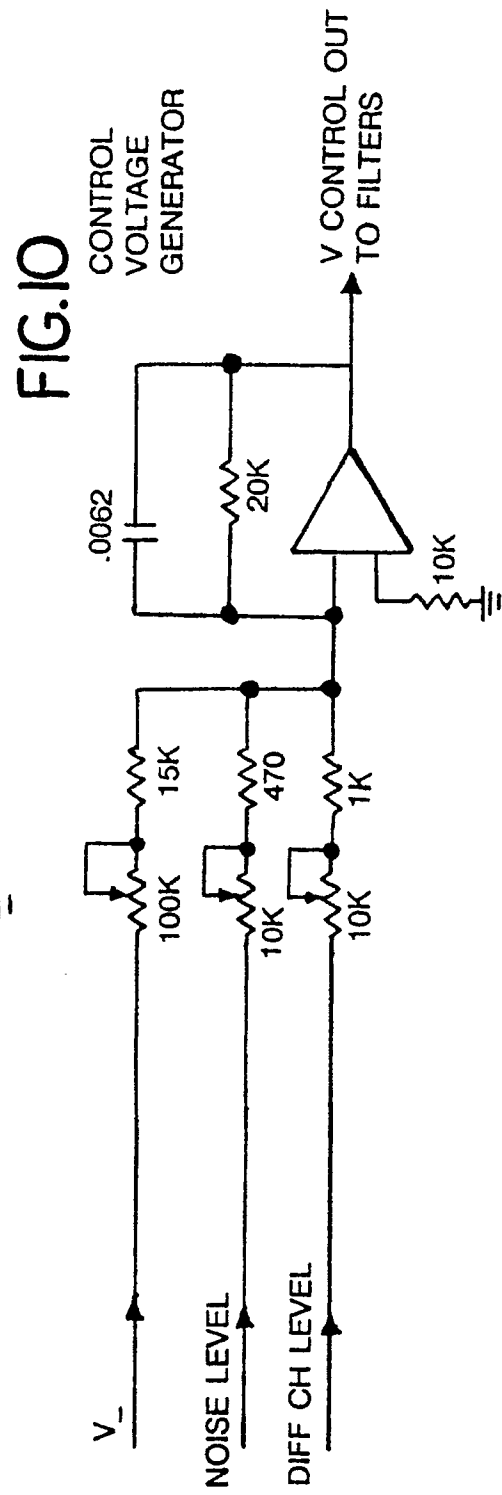 FIG.10
CONTROL
VOLTAGE
GENERATOR
.0062
20K
V_
100K
15K
NOISE LEVEL
10K
470
DIFF CH LEVEL
10K
1K
10K
V CONTROL OUT
TO FILTERS